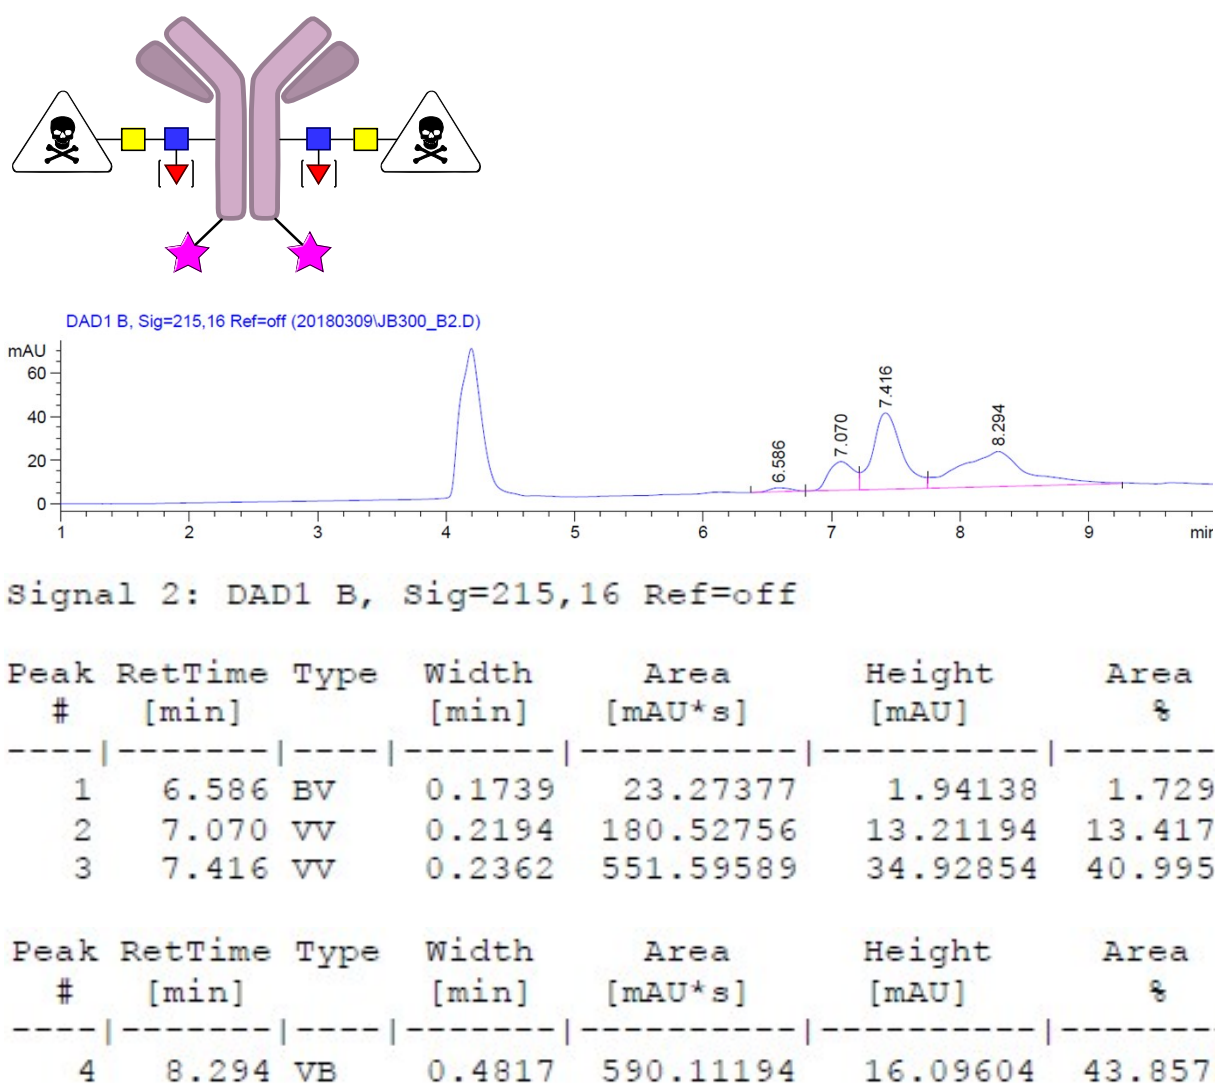 DAD1 B, Sig=215,16 Ref=off (20180309\JB300_B2.D)
mAU
60
40
20
0
6.586
7.070
7.416
8.294
1 2 3 4 5 6 7 8 9 min
Signal 2: DAD1 B, Sig=215,16 Ref=off
Peak RetTime Type Width Area Height Area
# [min] [min] [mAU*s] [mAU] %
----|-------|----|-------|----------|----------|-------
1 6.586 BV 0.1739 23.27377 1.94138 1.729
2 7.070 VV 0.2194 180.52756 13.21194 13.417
3 7.416 VV 0.2362 551.59589 34.92854 40.995
Peak RetTime Type Width Area Height Area
# [min] [min] [mAU*s] [mAU] %
----|-------|----|-------|----------|----------|-------
4 8.294 VB 0.4817 590.11194 16.09604 43.857